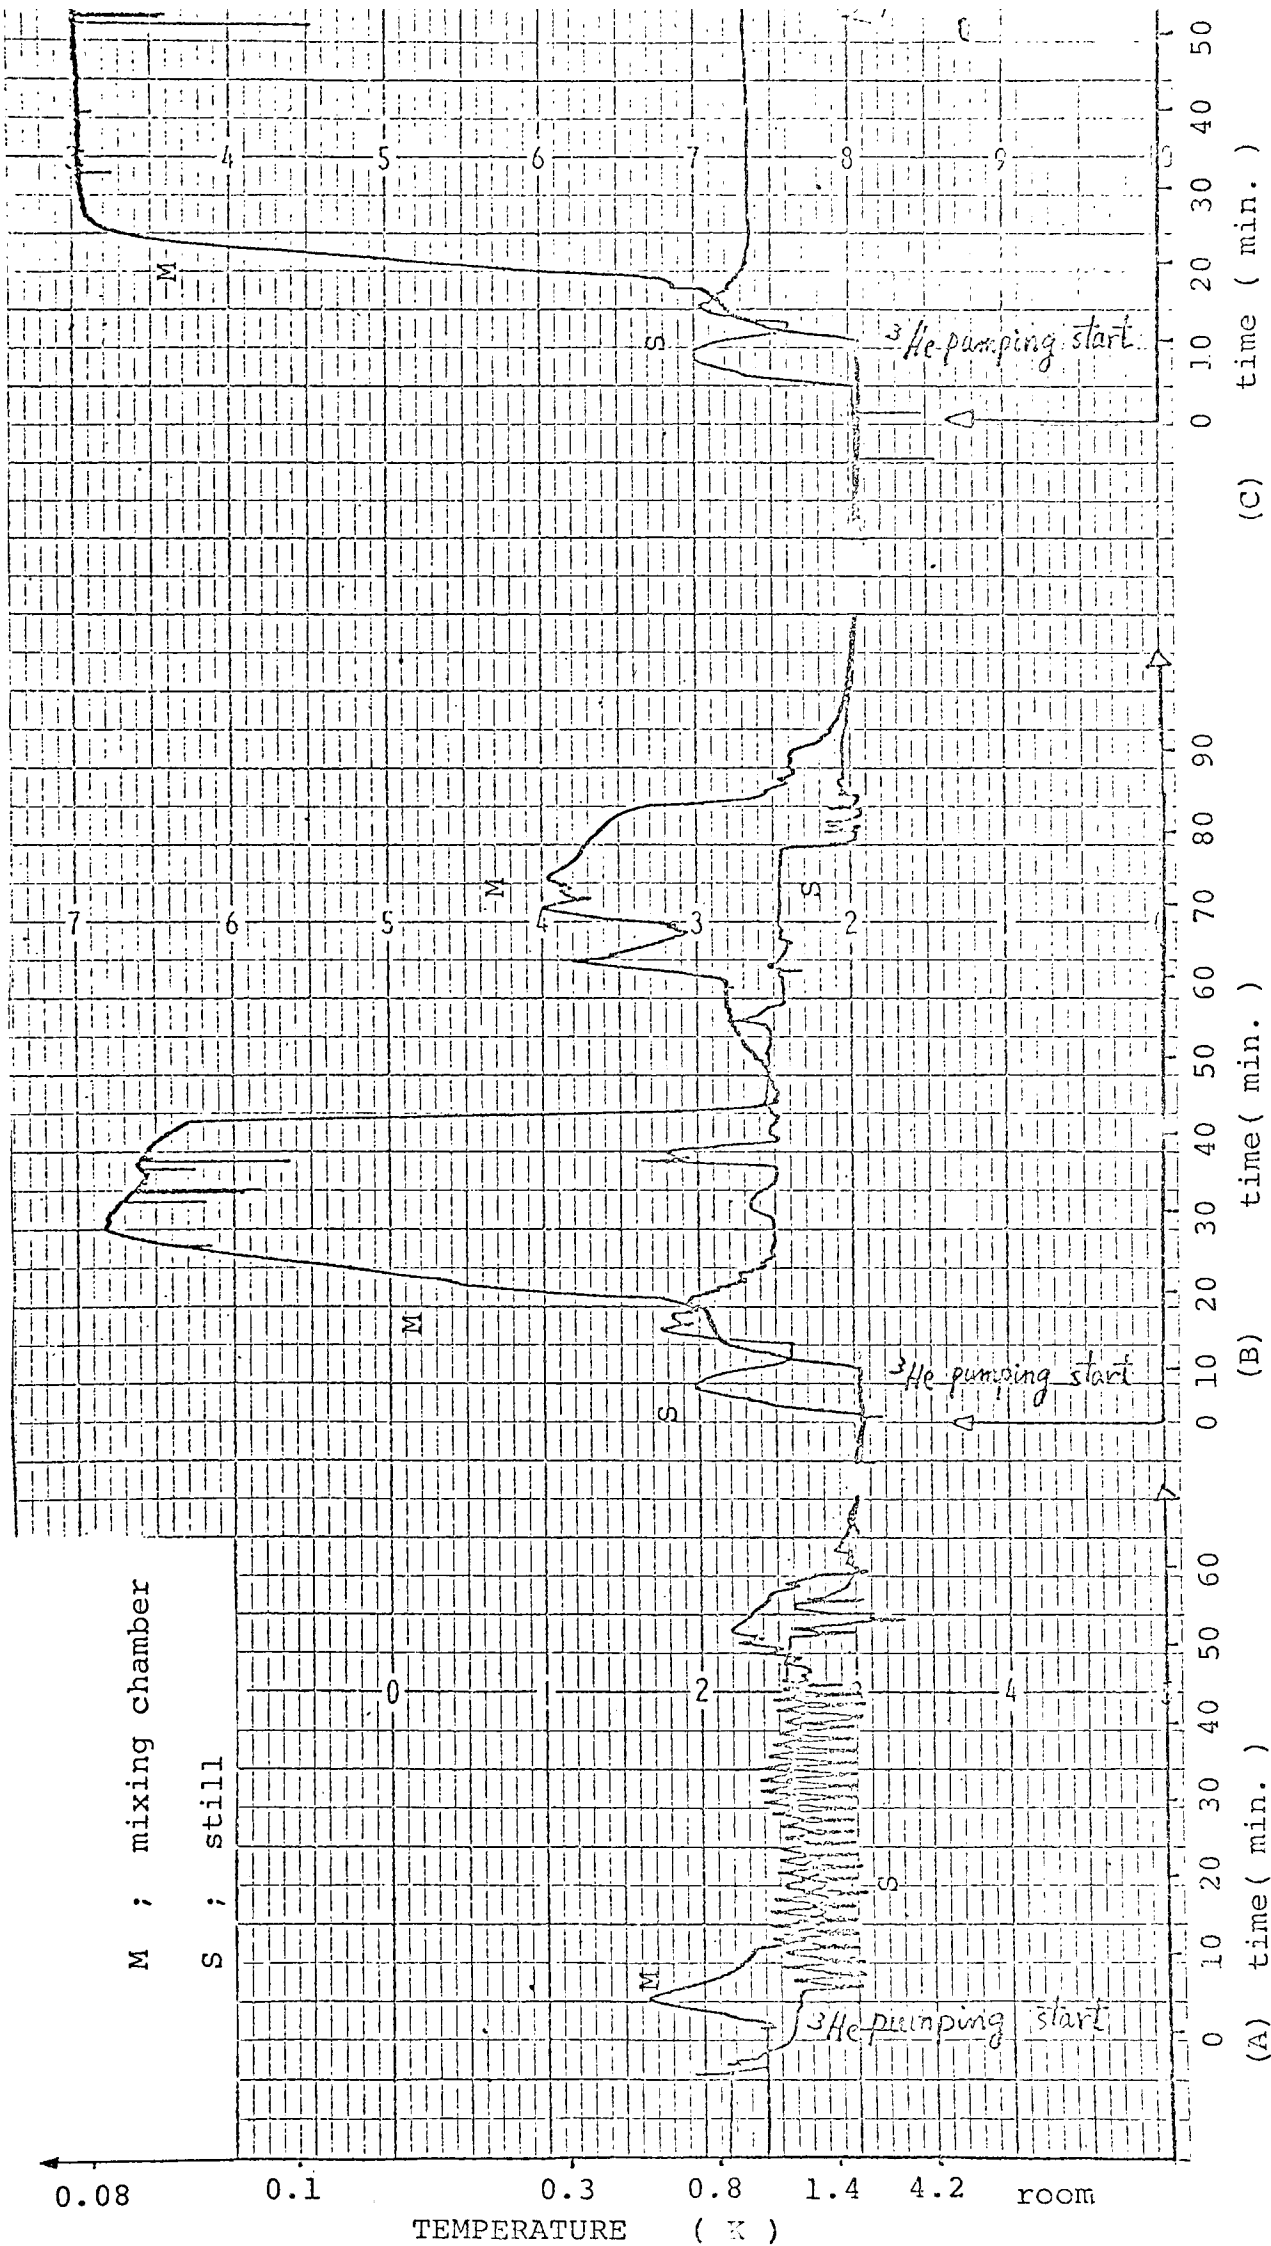 M ; mixing chamber
S ; still
TEMPERATURE ( K )
0.08
0.1
0.3
0.8
1.4
4.2
room
0
1
2
3
4
M
S
³He pumping start
0 10 20 30 40 50 60
(A) time( min. )
7
6
5
4
3
2
M
S
M
S
³He pumping start
0 10 20 30 40 50 60 70 80 90
(B) time( min. )
3
4
5
6
7
8
9
M
S
³He pumping start
0 10 20 30 40 50
(C) time ( min. )